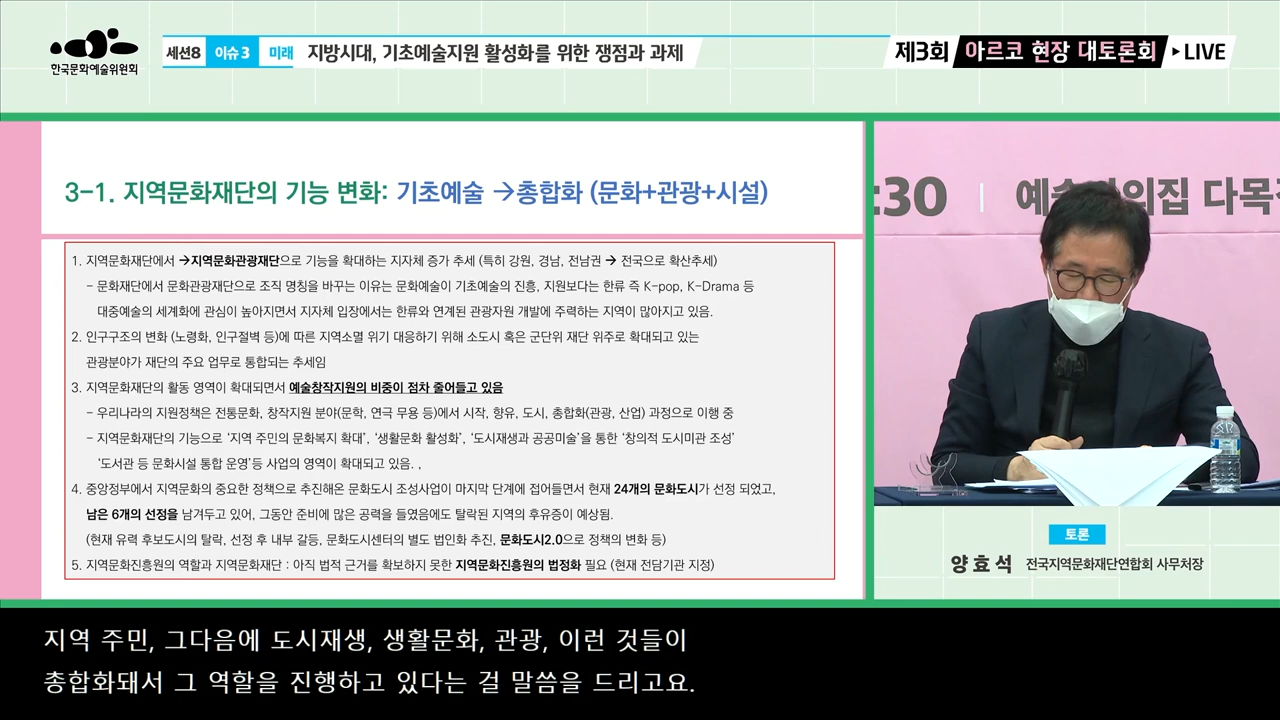 한국문화예술위원회
세션8 이슈 3 미래 지방시대, 기초예술지원 활성화를 위한 쟁점과 과제
제3회 아르코 현장 대토론회 ▸LIVE
3-1. 지역문화재단의 기능 변화: 기초예술 →총합화 (문화+관광+시설)
1. 지역문화재단에서 →지역문화관광재단으로 기능을 확대하는 지자체 증가 추세 (특히 강원, 경남, 전남권 → 전국으로 확산추세)
- 문화재단에서 문화관광재단으로 조직 명칭을 바꾸는 이유는 문화예술이 기초예술의 진흥, 지원보다는 한류 즉 K-pop, K-Drama 등
대중예술의 세계화에 관심이 높아지면서 지자체 입장에서는 한류와 연계된 관광자원 개발에 주력하는 지역이 많아지고 있음.
2. 인구구조의 변화 (노령화, 인구절벽 등)에 따른 지역소멸 위기 대응하기 위해 소도시 혹은 군단위 재단 위주로 확대되고 있는
관광분야가 재단의 주요 업무로 통합되는 추세임
3. 지역문화재단의 활동 영역이 확대되면서 예술창작지원의 비중이 점차 줄어들고 있음
- 우리나라의 지원정책은 전통문화, 창작지원 분야(문학, 연극 무용 등)에서 시작, 향유, 도시, 총합화(관광, 산업) 과정으로 이행 중
- 지역문화재단의 기능으로 '지역 주민의 문화복지 확대', '생활문화 활성화', '도시재생과 공공미술'을 통한 '창의적 도시미관 조성'
'도서관 등 문화시설 통합 운영'등 사업의 영역이 확대되고 있음. ,
4. 중앙정부에서 지역문화의 중요한 정책으로 추진해온 문화도시 조성사업이 마지막 단계에 접어들면서 현재 24개의 문화도시가 선정 되었고,
남은 6개의 선정을 남겨두고 있어, 그동안 준비에 많은 공력을 들였음에도 탈락된 지역의 후유증이 예상됨.
(현재 유력 후보도시의 탈락, 선정 후 내부 갈등, 문화도시센터의 별도 법인화 추진, 문화도시2.0으로 정책의 변화 등)
5. 지역문화진흥원의 역할과 지역문화재단 : 아직 법적 근거를 확보하지 못한 지역문화진흥원의 법정화 필요 (현재 전담기관 지정)
:30 다목
토론
양효석 전국지역문화재단연합회 사무처장
지역 주민, 그다음에 도시재생, 생활문화, 관광, 이런 것들이
총합화돼서 그 역할을 진행하고 있다는 걸 말씀을 드리고요.